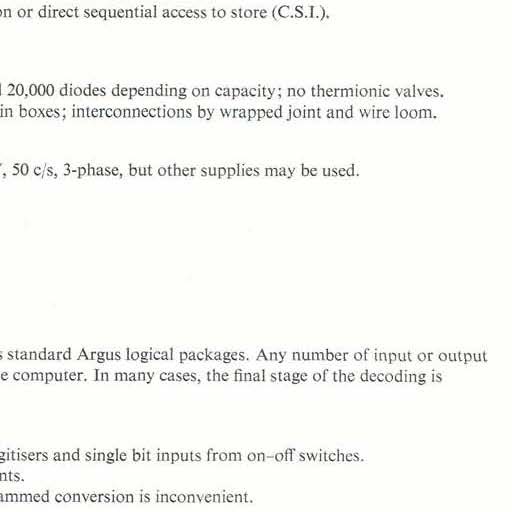 on or direct sequential access to store (C.S.I.).
20,000 diodes depending on capacity; no thermionic valves.
in boxes; interconnections by wrapped joint and wire loom.
, 50 c/s, 3-phase, but other supplies may be used.
s standard Argus logical packages. Any number of input or output
e computer. In many cases, the final stage of the decoding is
gitisers and single bit inputs from on–off switches.
nts.
ammed conversion is inconvenient.